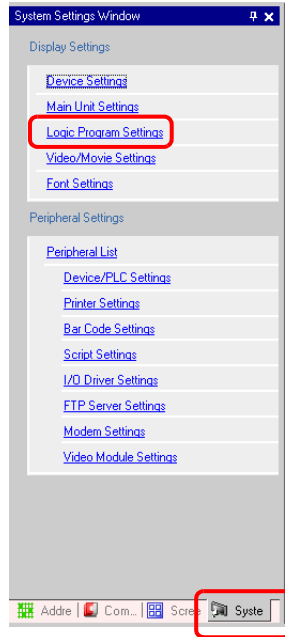 System Settings Window
Display Settings
Device Settings
Main Unit Settings
Logic Program Settings
Video/Movie Settings
Font Settings
Peripheral Settings
Peripheral List
Device/PLC Settings
Printer Settings
Bar Code Settings
Script Settings
I/O Driver Settings
FTP Server Settings
Modem Settings
Video Module Settings
Addre Com... Scree Syste